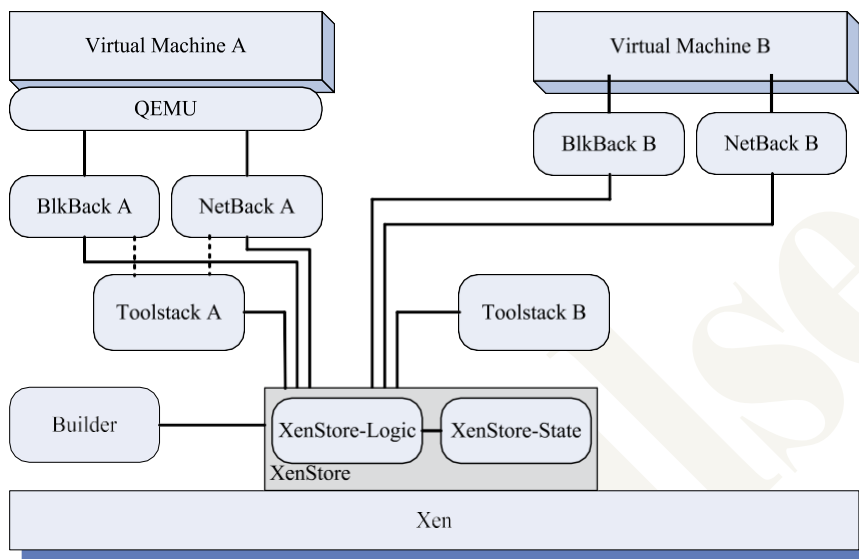 Virtual Machine A
Virtual Machine B
QEMU
BlkBack B
NetBack B
BlkBack A
NetBack A
Toolstack A
Toolstack B
Builder
XenStore-Logic
XenStore-State
XenStore
Xen